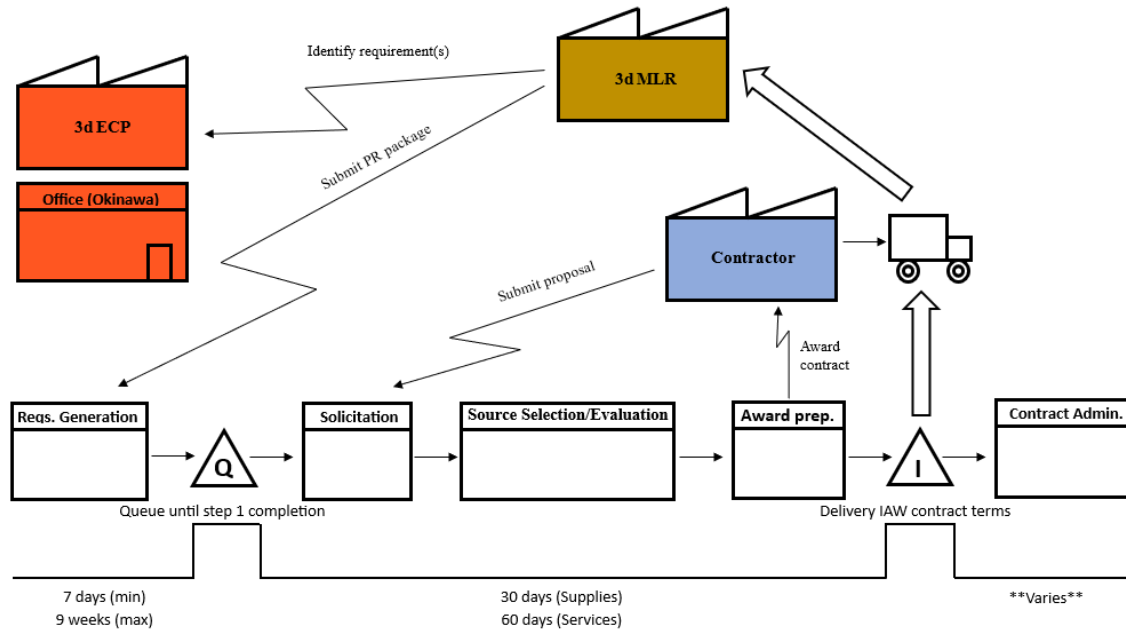 Identify requirement(s)
3d MLR
3d ECP
Submit PR package
Office (Okinawa)
Contractor
Submit proposal
Award
contract
Reqs. Generation
Solicitation
Source Selection/Evaluation
Award prep.
Contract Admin.
Q
I
Queue until step 1 completion
Delivery IAW contract terms
7 days (min)
9 weeks (max)
30 days (Supplies)
60 days (Services)
**Varies**